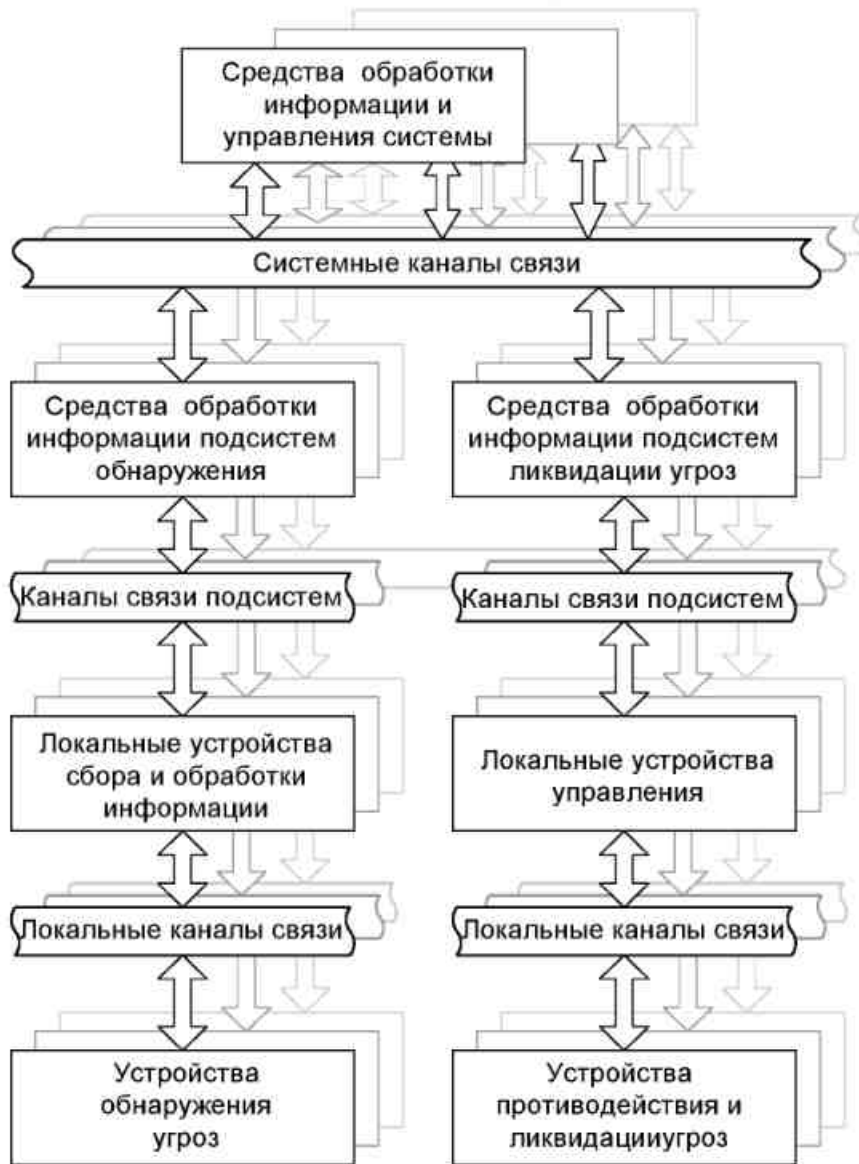 Средства обработки
информации и
управления системы
Системные каналы связи
Средства обработки
информации подсистем
обнаружения
Средства обработки
информации подсистем
ликвидации угроз
Каналы связи подсистем
Каналы связи подсистем
Локальные устройства
сбора и обработки
информации
Локальные устройства
управления
Локальные каналы связи
Локальные каналы связи
Устройства
обнаружения
угроз
Устройства
противодействия и
ликвидацииугроз